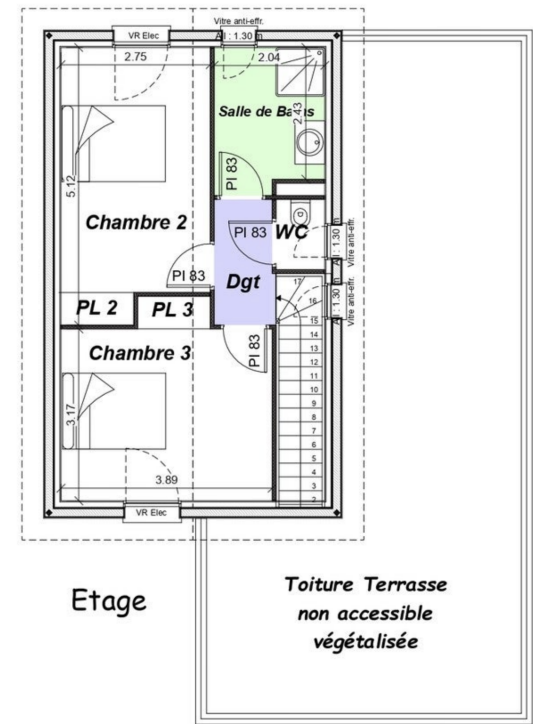 Vitre anti-effr.
VR Elec
Al : 1.30 m
2.75
2.04
Salle de Bains
2.43
5.12
PI 83
Chambre 2
PI 83
WC
Al : 1.30 m
Vitre anti-effr.
PI 83
Dgt
PL 2
PL 3
17
16
Al : 1.30 m
Vitre anti-effr.
15
14
Chambre 3
PI 83
13
12
11
10
9
8
7
6
5
4
3
2
3.17
3.89
VR Elec
Etage
Toiture Terrasse
non accessible
végétalisée